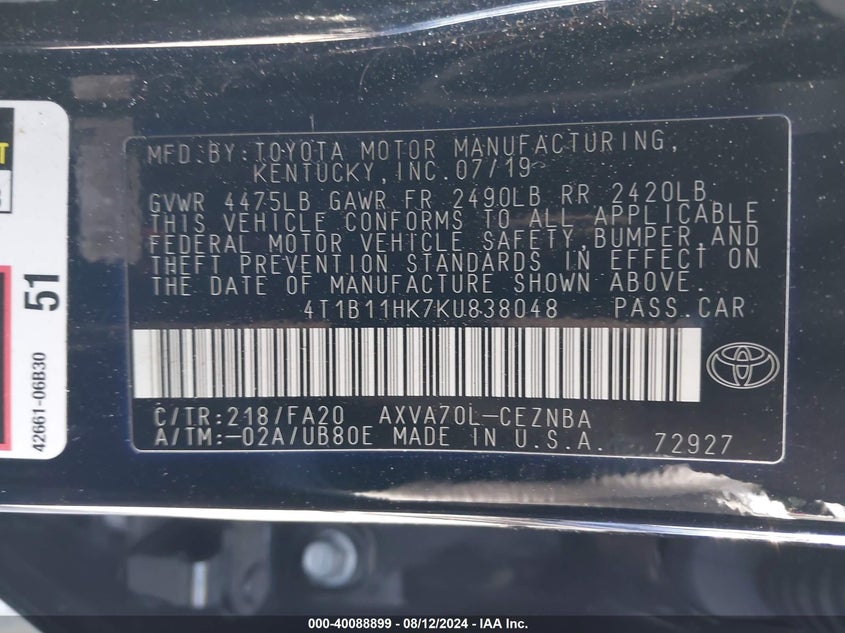 MFD.BY:TOYOTA MOTOR MANUFACTURING,
KENTUCKY,INC.07/19
GVWR 4475LB GAWR FR 2490LB RR 2420LB
THIS VEHICLE CONFORMS TO ALL APPLICABLE
FEDERAL MOTOR VEHICLE SAFETY,BUMPER,AND
THEFT PREVENTION STANDARDS IN EFFECT ON
THE DATE OF MANUFACTURE SHOWN ABOVE.
4T1B11HK7KU838048 PASS.CAR
C/TR:218/FA20 AXVA70L-CEZNBA
A/TM:-02A/UB80E MADE IN U.S.A. 72927
51
42661-06B30
000-40088899 - 08/12/2024 - IAA Inc.